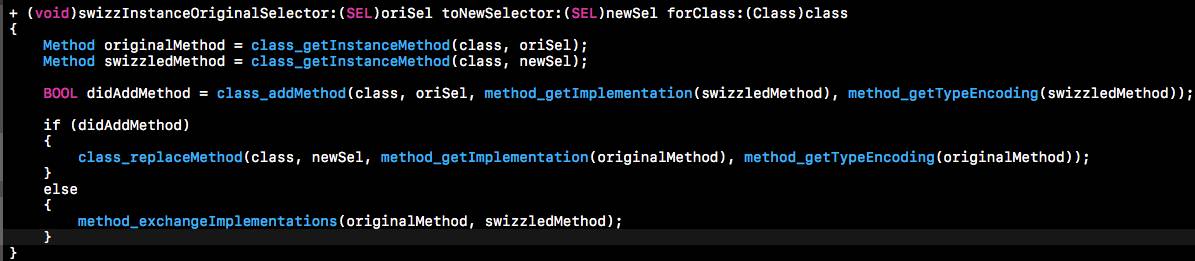 + (void)swizzInstanceOriginalSelector:(SEL)oriSel toNewSelector:(SEL)newSel forClass:(Class)class
{
    Method originalMethod = class_getInstanceMethod(class, oriSel);
    Method swizzledMethod = class_getInstanceMethod(class, newSel);

    BOOL didAddMethod = class_addMethod(class, oriSel, method_getImplementation(swizzledMethod), method_getTypeEncoding(swizzledMethod));

    if (didAddMethod)
    {
        class_replaceMethod(class, newSel, method_getImplementation(originalMethod), method_getTypeEncoding(originalMethod));
    }
    else
    {
        method_exchangeImplementations(originalMethod, swizzledMethod);
    }
}